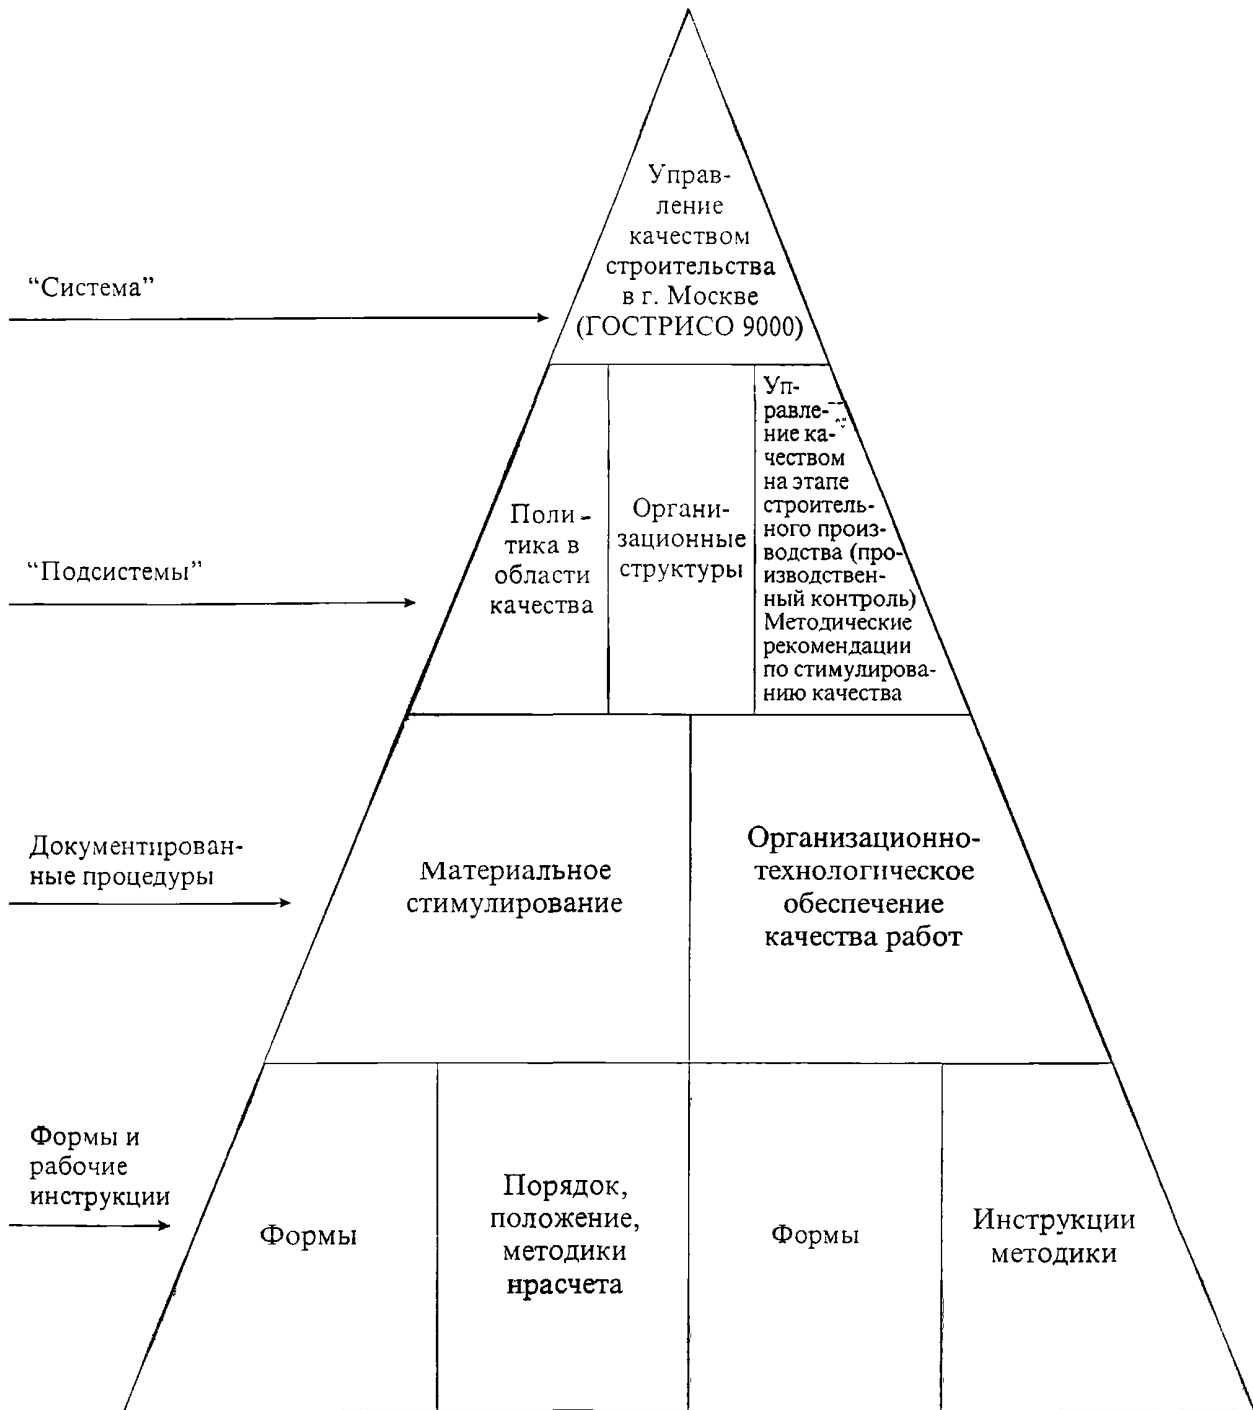 Управ-
ление
качеством
строительства
в г. Москве
(ГОСТРИСО 9000)
“Система”
“Подсистемы”
Поли-
тика в
области
качества
Органи-
зационные
структуры
Уп-
равле-
ние ка-
чеством
на этапе
строитель-
ного произ-
водства (про-
изводствен-
ный контроль)
Методические
рекомендации
по стимулирова-
нию качества
Документирован-
ные процедуры
Материальное
стимулирование
Организационно-
технологическое
обеспечение
качества работ
Формы и
рабочие
инструкции
Формы
Порядок,
положение,
методики
нрасчета
Формы
Инструкции
методики